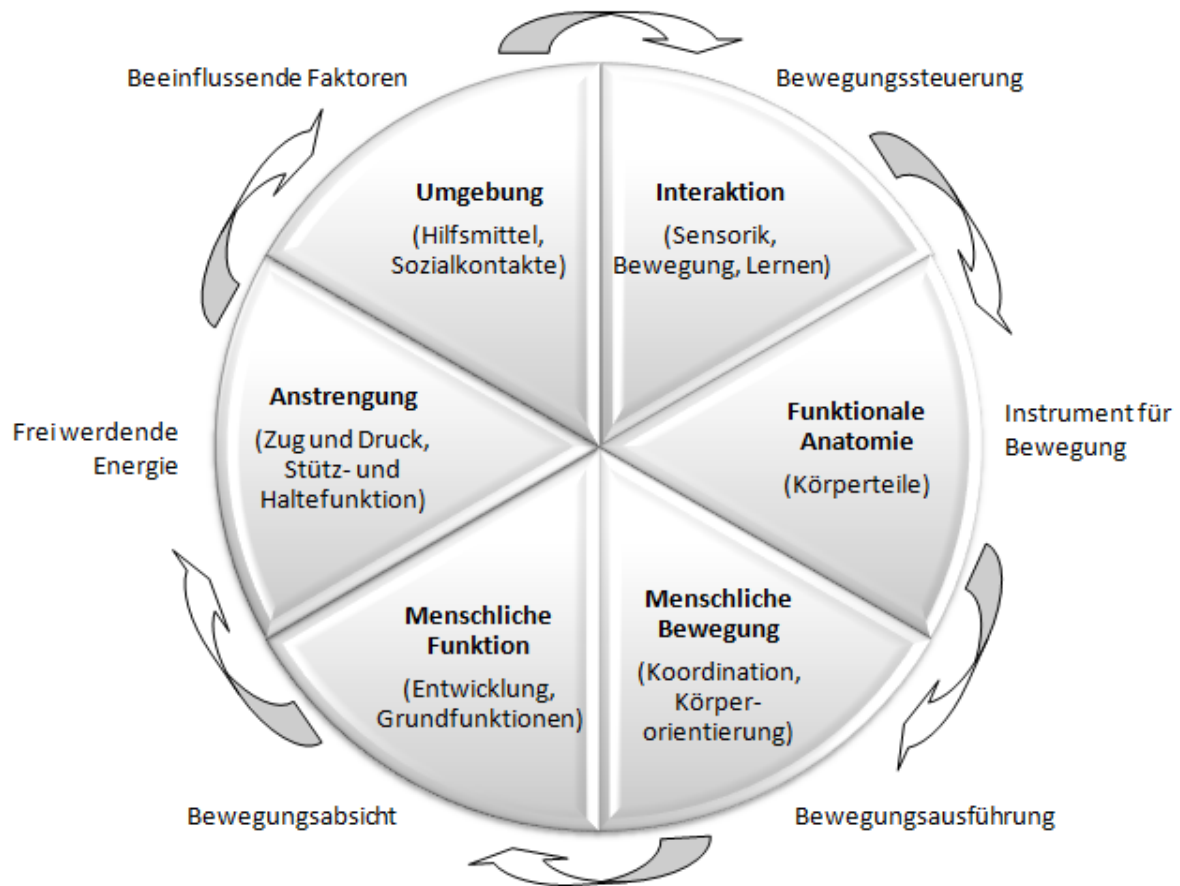 Beeinflussende Faktoren
Bewegungssteuerung
Umgebung
(Hilfsmittel,
Sozialkontakte)
Interaktion
(Sensorik,
Bewegung, Lernen)
Frei werdende
Energie
Anstrengung
(Zug und Druck,
Stütz- und
Haltefunktion)
Funktionale
Anatomie
(Körperteile)
Instrument für
Bewegung
Menschliche
Funktion
(Entwicklung,
Grundfunktionen)
Menschliche
Bewegung
(Koordination,
Körper-
orientierung)
Bewegungsabsicht
Bewegungsausführung